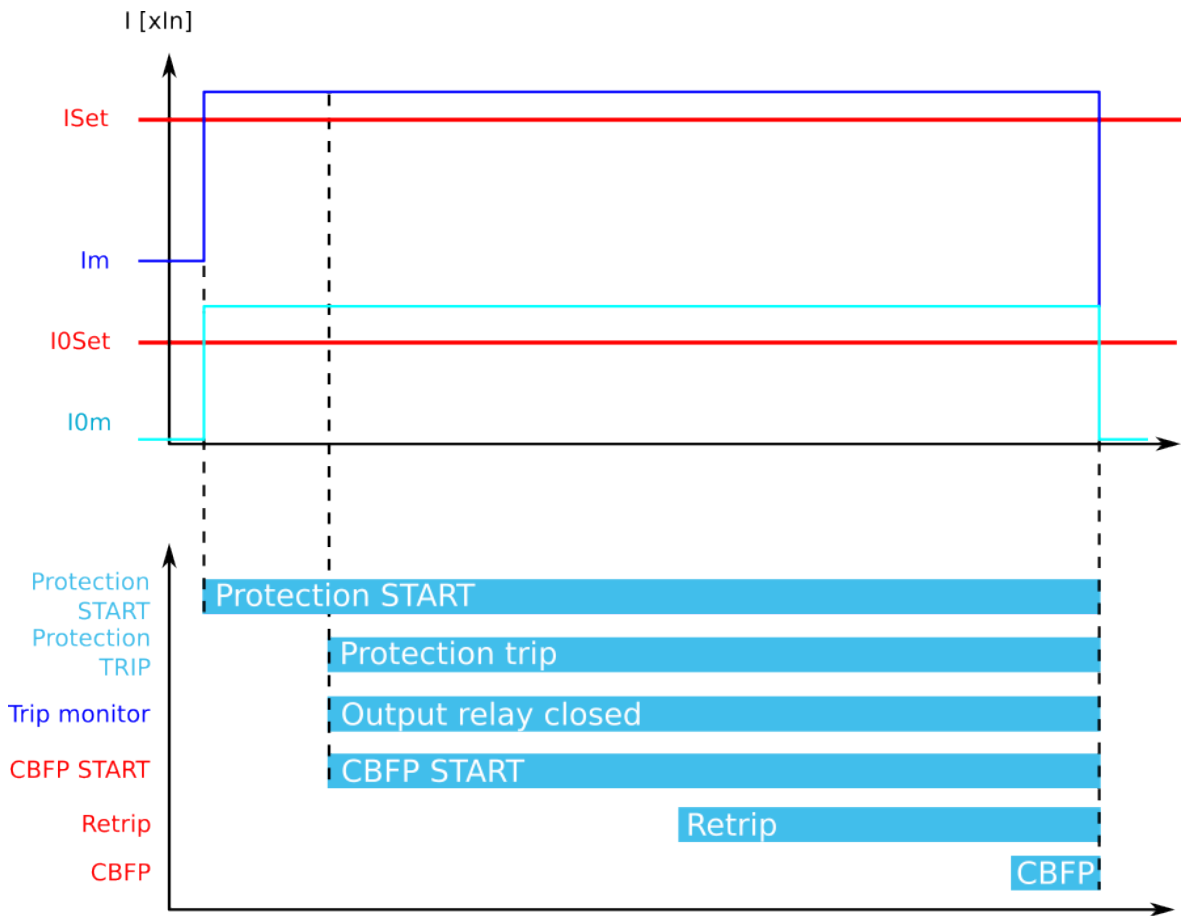 I [xIn]
ISet
Im
I0Set
I0m
Protection
START
Protection START
Protection
TRIP
Protection trip
Trip monitor
Output relay closed
CBFP START
CBFP START
Retrip
Retrip
CBFP
CBFP